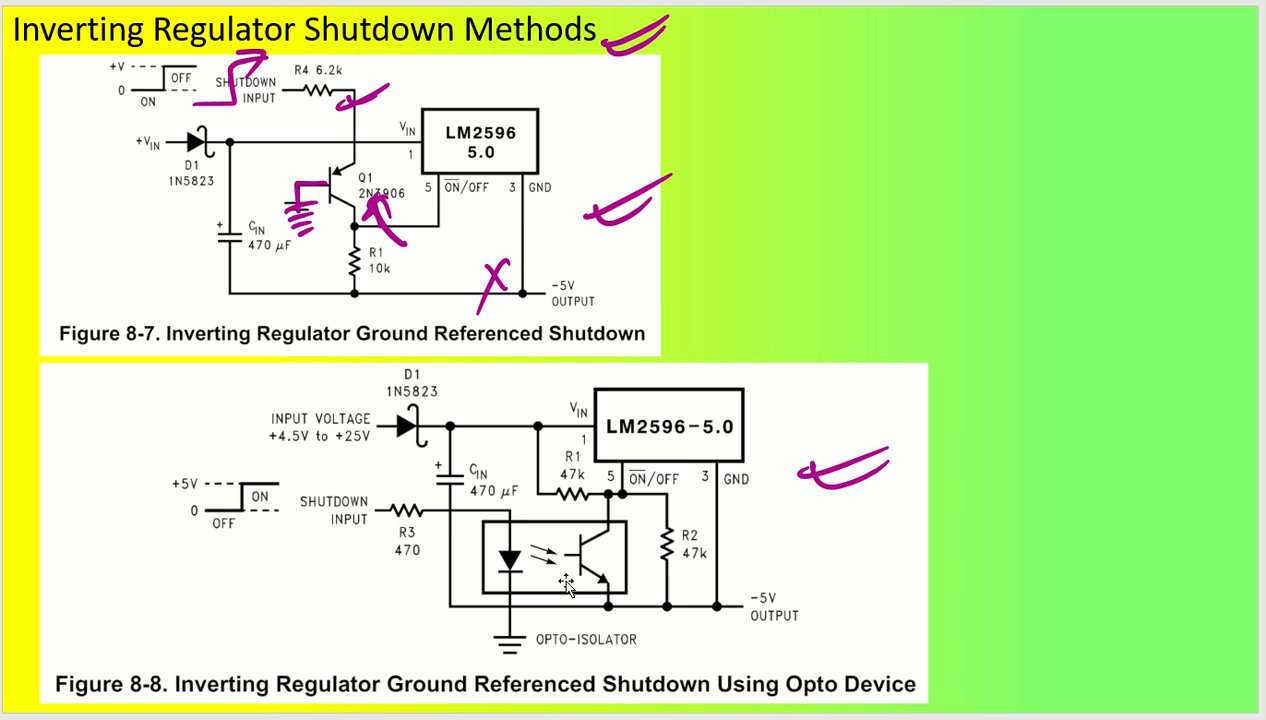 Inverting Regulator Shutdown Methods
+V
OFF
0
ON
SHUTDOWN
INPUT
R4 6.2k
+VIN
D1
1N5823
VIN
1
LM2596
5.0
Q1
2N3906
5
ON/OFF
3
GND
+
CIN
470 µF
R1
10k
-5V
OUTPUT
Figure 8-7. Inverting Regulator Ground Referenced Shutdown
D1
1N5823
INPUT VOLTAGE
+4.5V to +25V
VIN
1
LM2596-5.0
R1
47k
5
ON/OFF
3
GND
+
CIN
470 µF
+5V
ON
0
OFF
SHUTDOWN
INPUT
R3
470
R2
47k
-5V
OUTPUT
OPTO-ISOLATOR
Figure 8-8. Inverting Regulator Ground Referenced Shutdown Using Opto Device